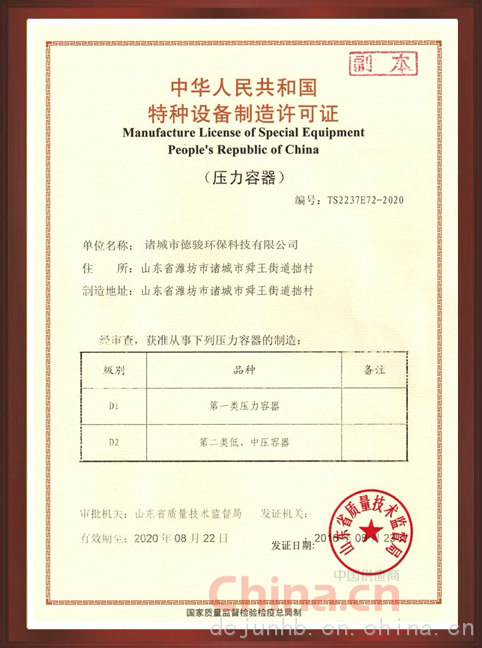 副本
中华人民共和国
特种设备制造许可证
Manufacture License of Special Equipment
People's Republic of China
(压力容器)
编号: TS2237E72-2020
单位名称: 诸城市德骏环保科技有限公司
住 所: 山东省潍坊市诸城市舜王街道拙村
制造地址: 山东省潍坊市诸城市舜王街道拙村
经审查, 获准从事下列压力容器的制造:
级别 品种 备注
D1 第一类压力容器
D2 第二类低、中压容器
审批机关: 山东省质量技术监督局 发证机关:
有效期至: 2020 年 08 月 22 日
发证日期:
山东省质量技术监督局
中国供应商
China.cn
国家质量监督检验检疫总局制
dejunhb.cn.china.cn